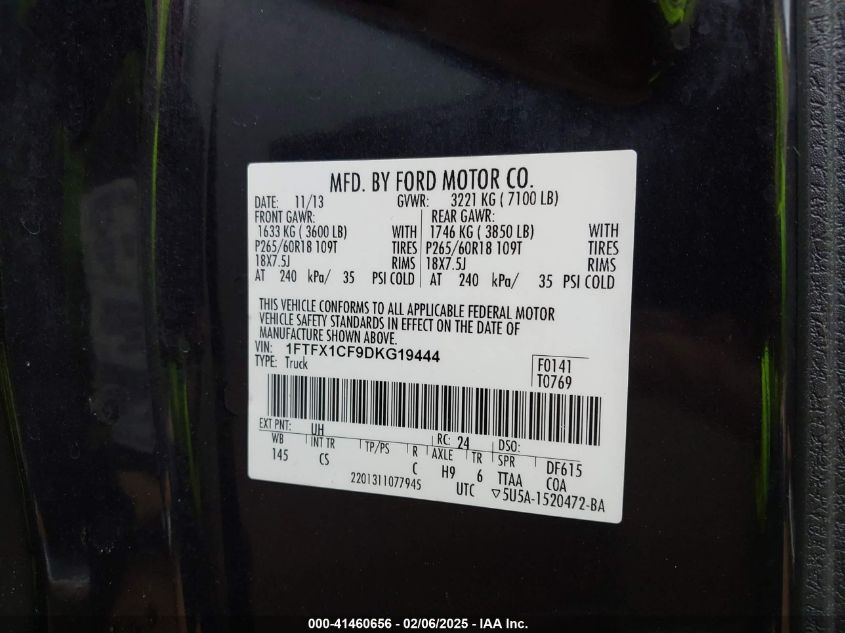 MFD. BY FORD MOTOR CO.
DATE: 11/13 GVWR: 3221 KG ( 7100 LB)
FRONT GAWR: REAR GAWR:
1633 KG ( 3600 LB) WITH 1746 KG ( 3850 LB) WITH
P265/60R18 109T TIRES P265/60R18 109T TIRES
18X7.5J RIMS 18X7.5J RIMS
AT 240 kPa/ 35 PSI COLD AT 240 kPa/ 35 PSI COLD
THIS VEHICLE CONFORMS TO ALL APPLICABLE FEDERAL MOTOR
VEHICLE SAFETY STANDARDS IN EFFECT ON THE DATE OF
MANUFACTURE SHOWN ABOVE.
VIN: 1FTFX1CF9DKG19444
TYPE: Truck
F0141
T0769
EXT PNT: UH RC: 24 DSO:
WB INT TR TP/PS R AXLE TR SPR DF615
145 CS C H9 6 TTAA COA
2201311077945 UTC ▽5U5A-1520472-BA
000-41460656 - 02/06/2025 - IAA Inc.